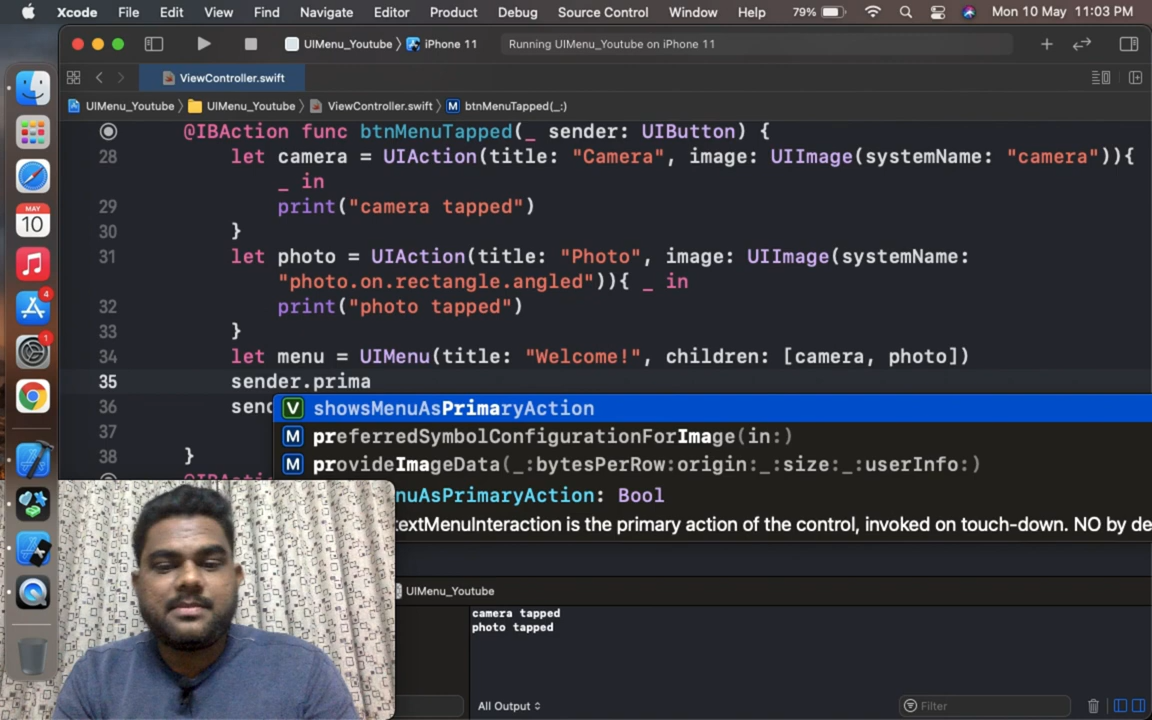 Xcode File Edit View Find Navigate Editor Product Debug Source Control Window Help 79% Mon 10 May 11:03 PM
UIMenu_Youtube 〉 iPhone 11 Running UIMenu_Youtube on iPhone 11
ViewController.swift
UIMenu_Youtube 〉 UIMenu_Youtube 〉 ViewController.swift 〉 M btnMenuTapped(_:)
@IBAction func btnMenuTapped(_ sender: UIButton) {
28 let camera = UIAction(title: "Camera", image: UIImage(systemName: "camera")){
_ in
29 print("camera tapped")
30 }
31 let photo = UIAction(title: "Photo", image: UIImage(systemName:
"photo.on.rectangle.angled")){ _ in
32 print("photo tapped")
33 }
34 let menu = UIMenu(title: "Welcome!", children: [camera, photo])
35 sender.prima
36 send
V showsMenuAsPrimaryAction
37
M preferredSymbolConfigurationForImage(in:)
38 }
M provideImageData(_:bytesPerRow:origin:_:size:_:userInfo:)
nuAsPrimaryAction: Bool
textMenuInteraction is the primary action of the control, invoked on touch-down. NO by de
MAY
10
4
1
UIMenu_Youtube
camera tapped
photo tapped
All Output Filter